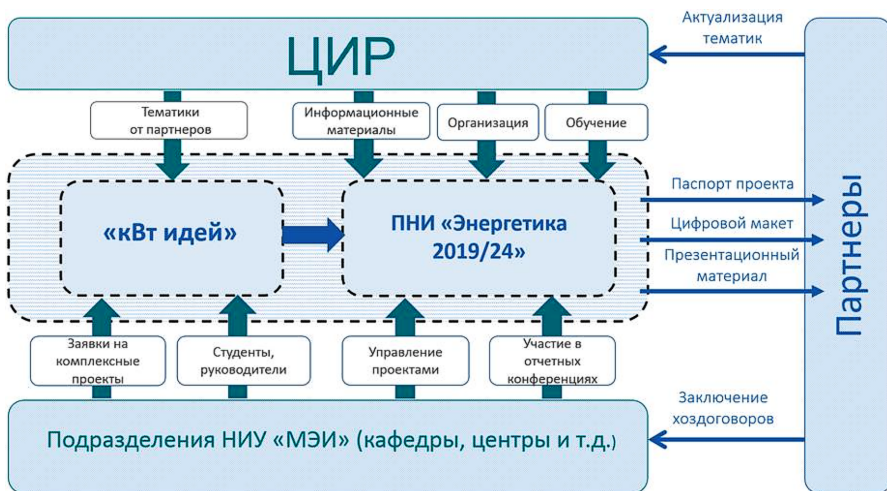 ЦИР
Актуализация
тематик
Тематики
от партнеров
Информационные
материалы
Организация
Обучение
«кВт идей»
ПНИ «Энергетика
2019/24»
Паспорт проекта
Цифровой макет
Презентационный
материал
Партнеры
Заявки на
комплексные
проекты
Студенты,
руководители
Управление
проектами
Участие в
отчетных
конференциях
Заключение
хоздоговоров
Подразделения НИУ «МЭИ» (кафедры, центры и т.д.)